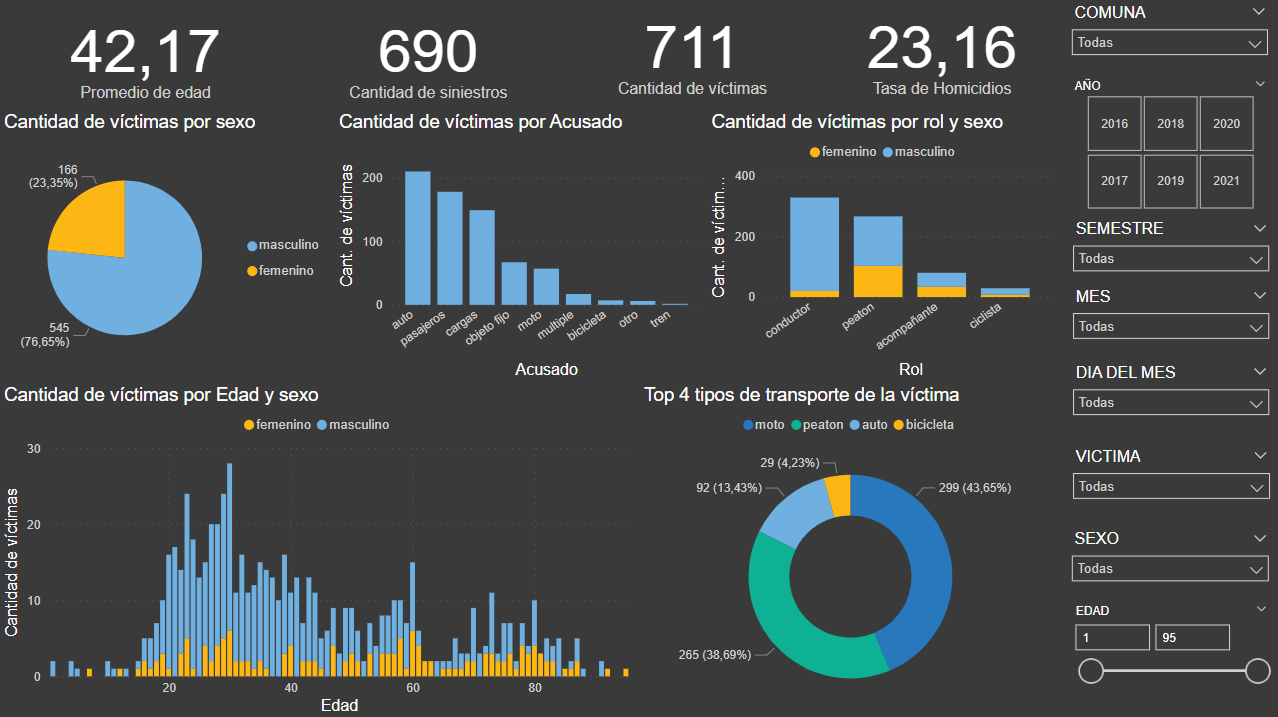 42,17
Promedio de edad
690
Cantidad de siniestros
711
Cantidad de víctimas
23,16
Tasa de Homicidios
Cantidad de víctimas por sexo
166
(23,35%)
545
(76,65%)
masculino
femenino
Cantidad de víctimas por Acusado
Cant. de víctimas
200
100
0
auto
pasajeros
cargas
objeto fijo
moto
multiple
bicicleta
otro
tren
Acusado
Cantidad de víctimas por rol y sexo
femenino masculino
Cant. de víctim...
400
200
0
conductor
peaton
acompañante
ciclista
Rol
Cantidad de víctimas por Edad y sexo
femenino masculino
Cantidad de víctimas
30
20
10
0
20 40 60 80
Edad
Top 4 tipos de transporte de la víctima
moto peaton auto bicicleta
29 (4,23%)
92 (13,43%)
299 (43,65%)
265 (38,69%)
COMUNA
Todas
AÑO
2016 2018 2020
2017 2019 2021
SEMESTRE
Todas
MES
Todas
DIA DEL MES
Todas
VICTIMA
Todas
SEXO
Todas
EDAD
1 95